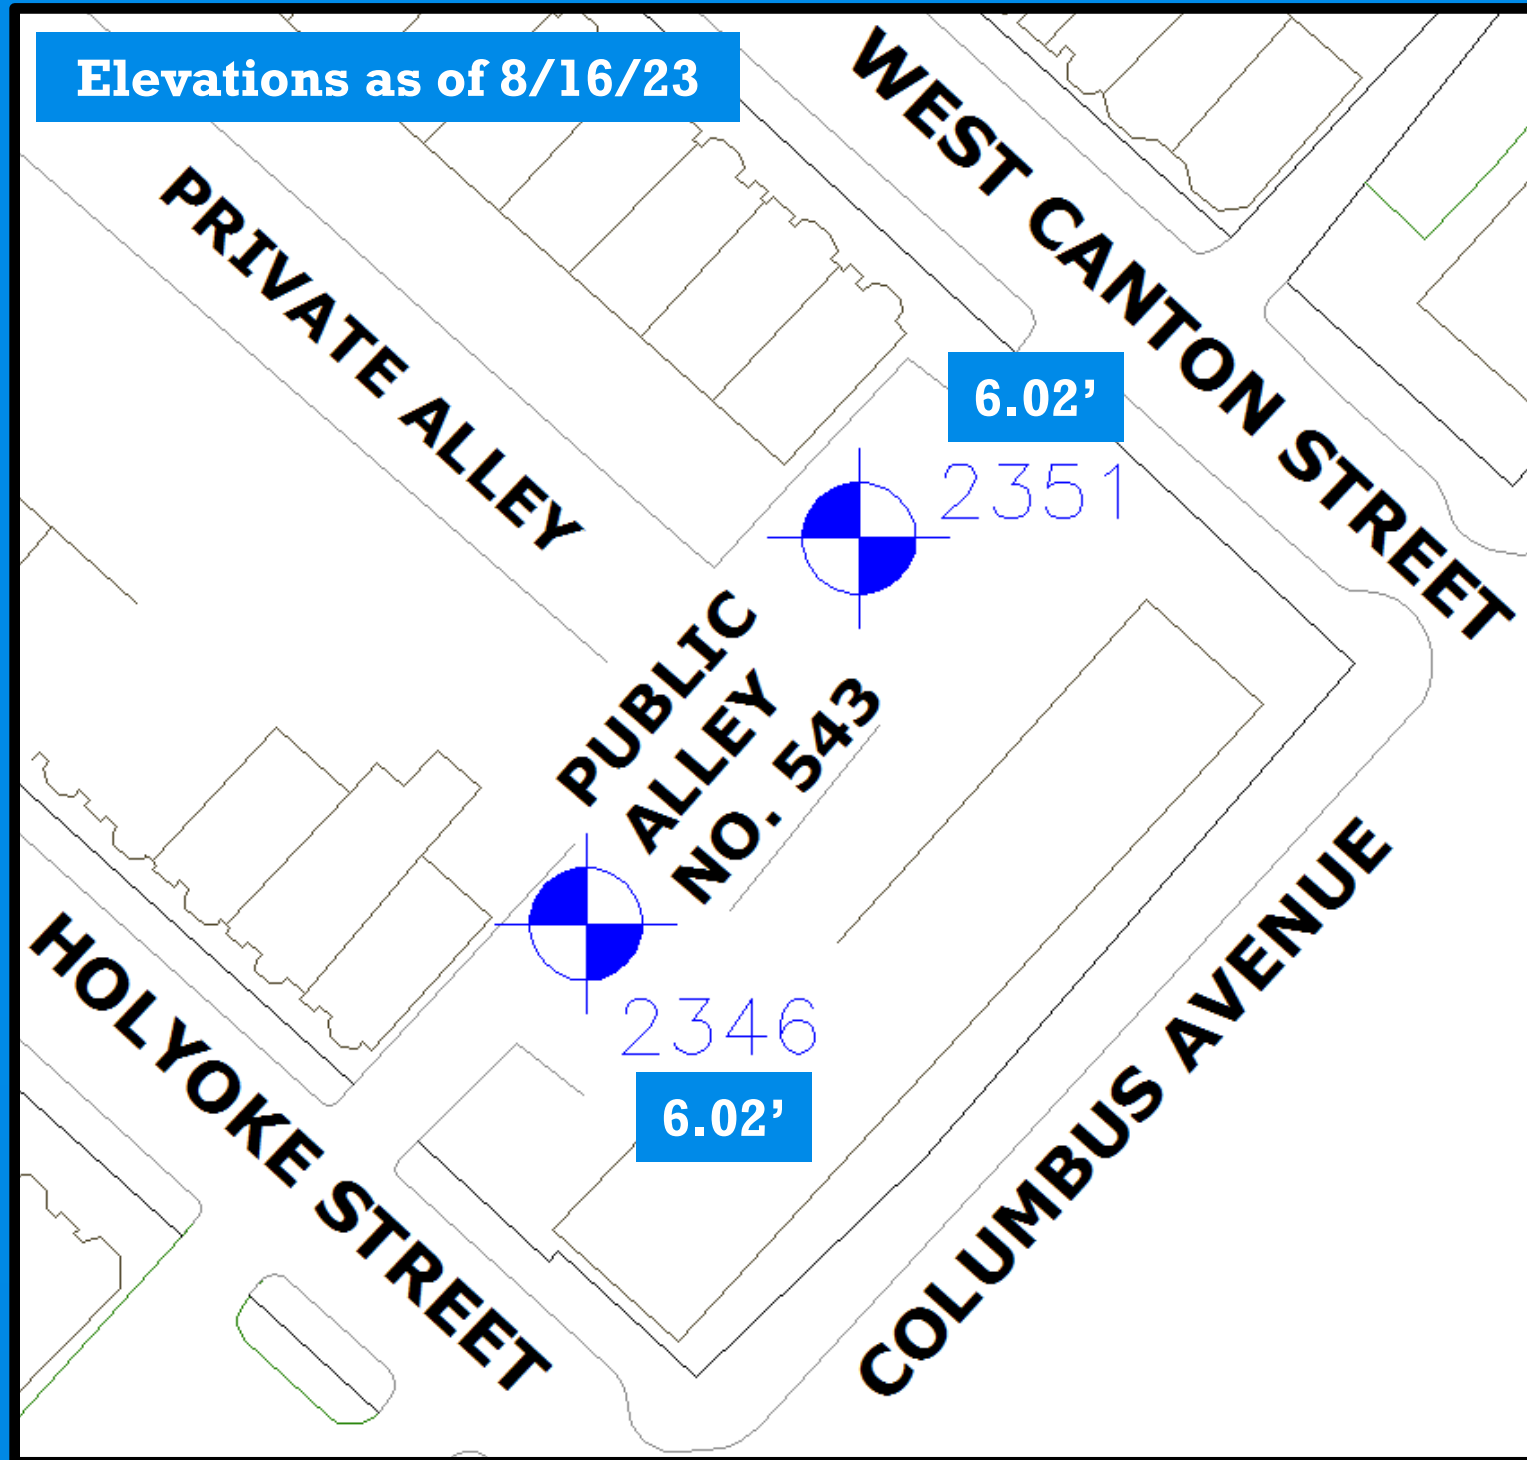 Elevations as of 8/16/23
WEST CANTON STREET
PRIVATE ALLEY
6.02’
2351
PUBLIC
ALLEY
NO. 543
2346
6.02’
HOLYOKE STREET
COLUMBUS AVENUE